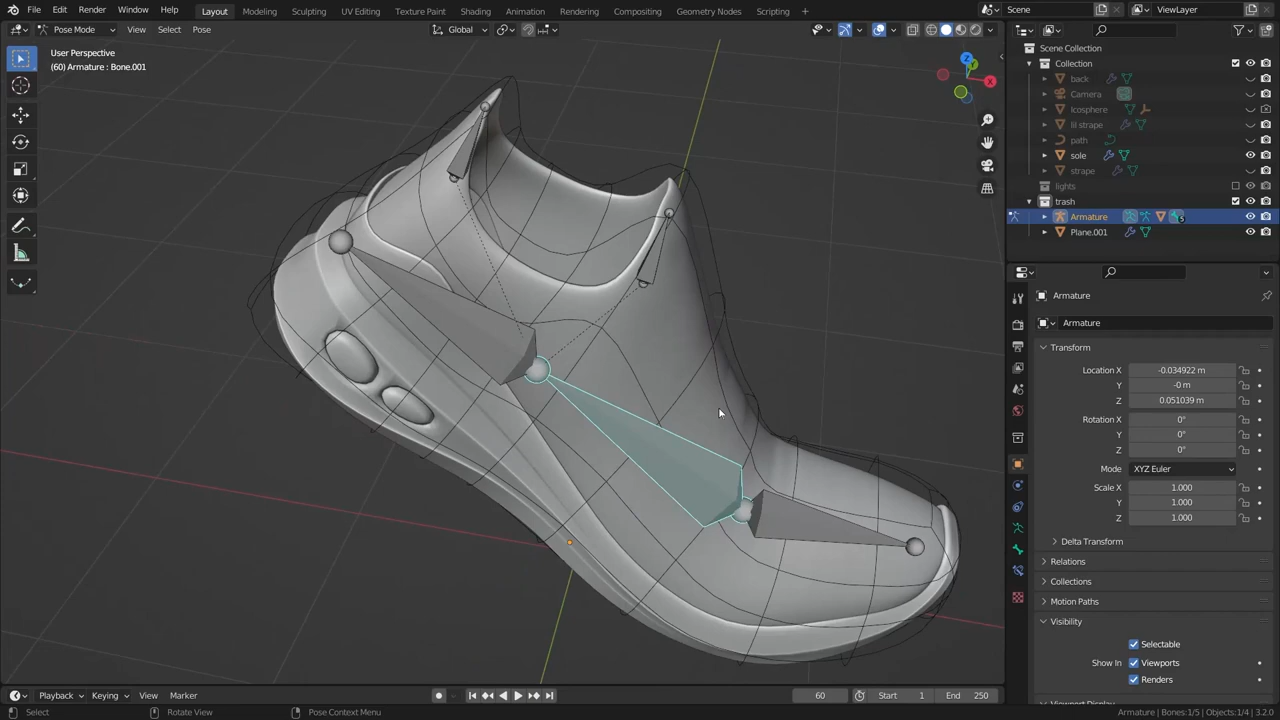 File Edit Render Window Help Layout Modeling Sculpting UV Editing Texture Paint Shading Animation Rendering Compositing Geometry Nodes Scripting + Scene ViewLayer
Pose Mode View Select Pose Global
User Perspective
(60) Armature : Bone.001
Scene Collection
Collection
back
Camera
Icosphere
lil strape
path
sole
strape
lights
trash
Armature 5
Plane.001
Z
X
Armature
Armature
Transform
Location X -0.034922 m
Y -0 m
Z 0.051039 m
Rotation X 0°
Y 0°
Z 0°
Mode XYZ Euler
Scale X 1.000
Y 1.000
Z 1.000
Delta Transform
Relations
Collections
Motion Paths
Visibility
Selectable
Show In Viewports
Renders
Viewport Display
Playback Keying View Marker 60 Start 1 End 250
Select Rotate View Pose Context Menu Armature | Bones:1/5 | Objects:1/4 | 3.2.0